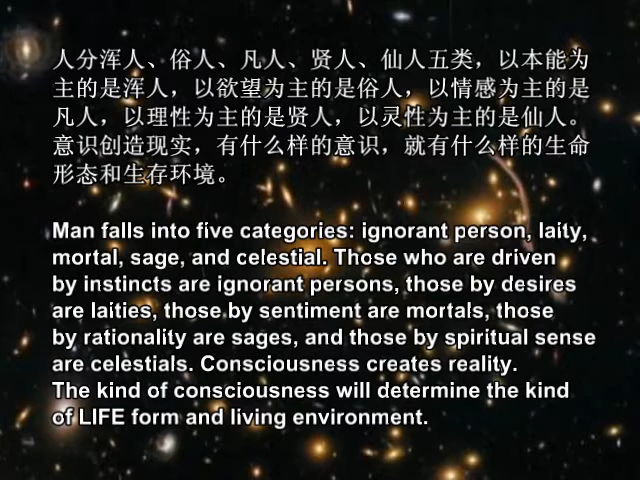 人分浑人、俗人、凡人、贤人、仙人五类，以本能为
主的是浑人，以欲望为主的是俗人，以情感为主的是
凡人，以理性为主的是贤人，以灵性为主的是仙人。
意识创造现实，有什么样的意识，就有什么样的生命
形态和生存环境。
Man falls into five categories: ignorant person, laity,
mortal, sage, and celestial. Those who are driven
by instincts are ignorant persons, those by desires
are laities, those by sentiment are mortals, those
by rationality are sages, and those by spiritual sense
are celestials. Consciousness creates reality.
The kind of consciousness will determine the kind
of LIFE form and living environment.